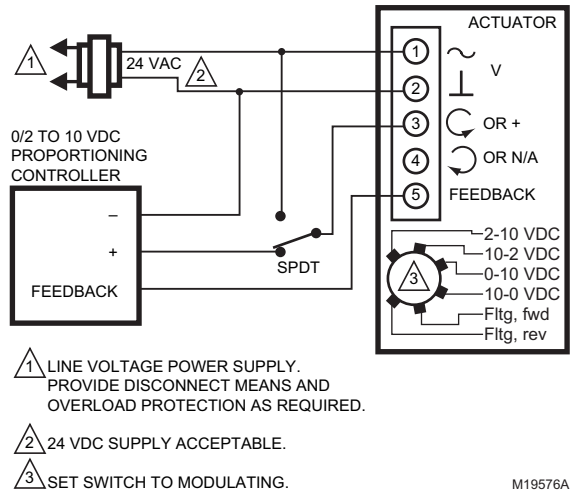 ACTUATOR
1
24 VAC
2
1
V
2
0/2 TO 10 VDC
PROPORTIONING
CONTROLLER
3
OR +
4
OR N/A
5
FEEDBACK
–
+
SPDT
FEEDBACK
2-10 VDC
10-2 VDC
0-10 VDC
3
10-0 VDC
Fltg, fwd
Fltg, rev
1 LINE VOLTAGE POWER SUPPLY.
PROVIDE DISCONNECT MEANS AND
OVERLOAD PROTECTION AS REQUIRED.
2 24 VDC SUPPLY ACCEPTABLE.
3 SET SWITCH TO MODULATING.
M19576A